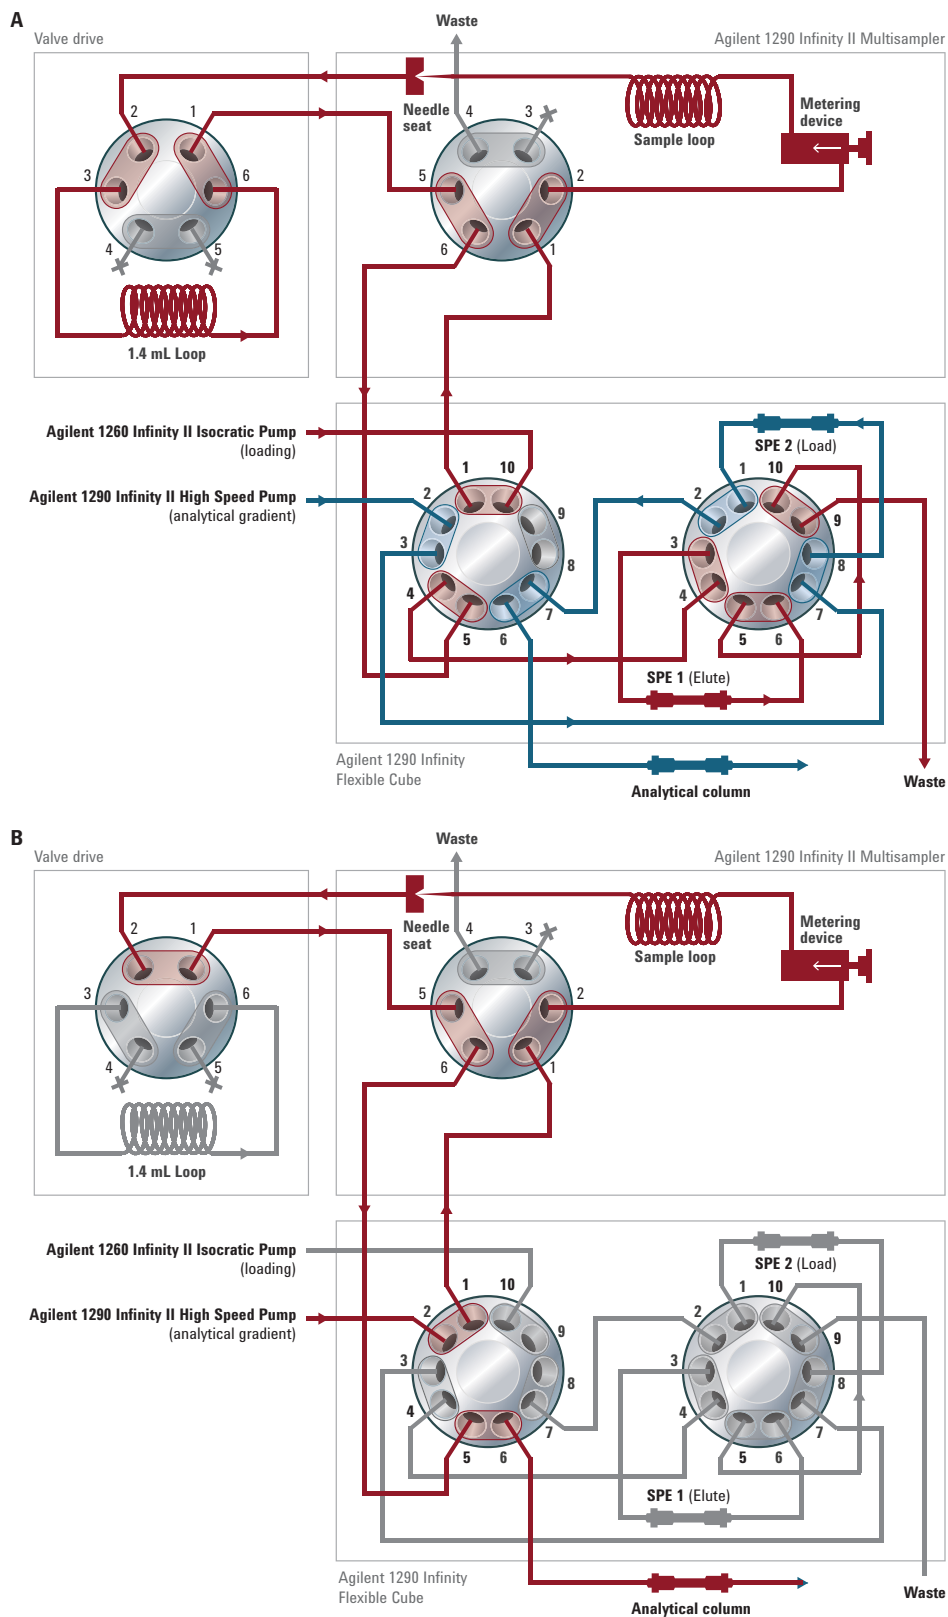 A
Waste
Valve drive
Agilent 1290 Infinity II Multisampler
2
1
3
6
4
5
1.4 mL Loop
Needle
seat
4
3
5
2
6
1
Sample loop
Metering
device
Agilent 1260 Infinity II Isocratic Pump
(loading)
Agilent 1290 Infinity II High Speed Pump
(analytical gradient)
1
10
2
9
3
8
4
7
5
6
SPE 2 (Load)
1
10
2
9
3
8
4
7
5
6
SPE 1 (Elute)
Agilent 1290 Infinity
Flexible Cube
Analytical column
Waste
B
Waste
Valve drive
Agilent 1290 Infinity II Multisampler
2
1
3
6
4
5
1.4 mL Loop
Needle
seat
4
3
5
2
6
1
Sample loop
Metering
device
Agilent 1260 Infinity II Isocratic Pump
(loading)
Agilent 1290 Infinity II High Speed Pump
(analytical gradient)
1
10
2
9
3
8
4
7
5
6
SPE 2 (Load)
1
10
2
9
3
8
4
7
5
6
SPE 1 (Elute)
Agilent 1290 Infinity
Flexible Cube
Analytical column
Waste